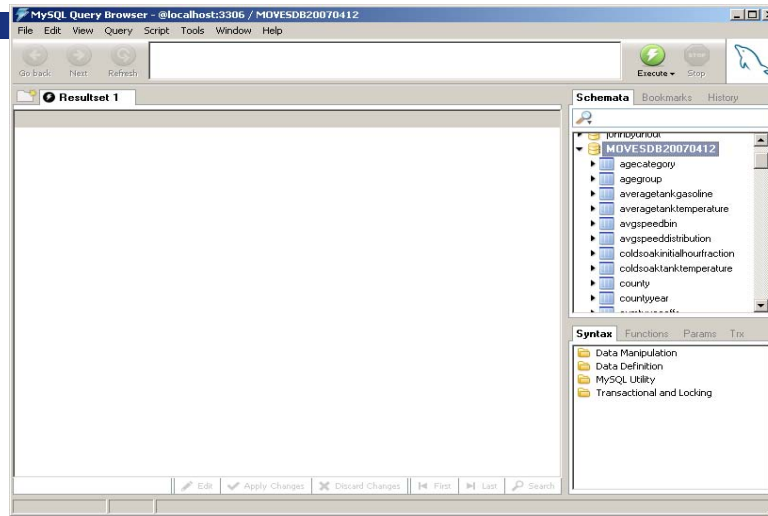 MySQL Query Browser - @localhost:3306 / MOVESDB20070412
File Edit View Query Script Tools Window Help
Go back Next Refresh
Execute Stop
Resultset 1
Schemata Bookmarks History
MOVESDB20070412
agecategory
agegroup
averagetankgasoline
averagetanktemperature
avgspeedbin
avgspeeddistribution
coldsoakinitialhourfraction
coldsoaktanktemperature
county
countyyear
Syntax Functions Params Trx
Data Manipulation
Data Definition
MySQL Utility
Transactional and Locking
Edit Apply Changes Discard Changes First Last Search